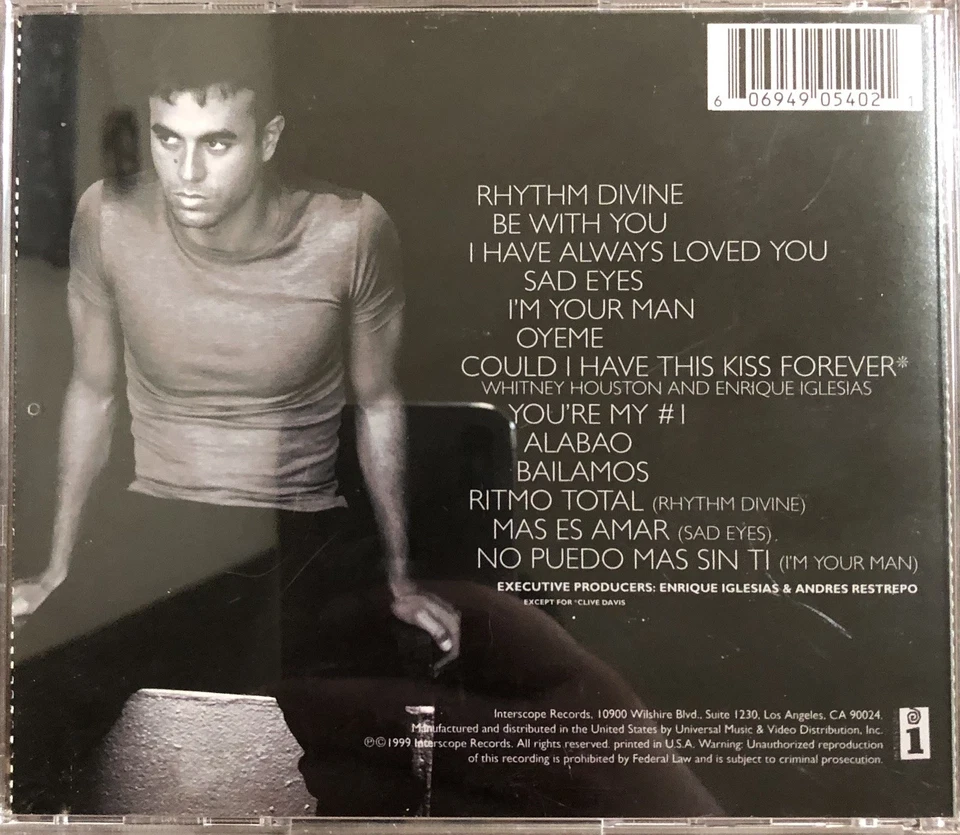 6 06949 05402 1
RHYTHM DIVINE
BE WITH YOU
I HAVE ALWAYS LOVED YOU
SAD EYES
I'M YOUR MAN
OYEME
COULD I HAVE THIS KISS FOREVER*
WHITNEY HOUSTON AND ENRIQUE IGLESIAS
YOU'RE MY #1
ALABAO
BAILAMOS
RITMO TOTAL (RHYTHM DIVINE)
MAS ES AMAR (SAD EYES)
NO PUEDO MAS SIN TI (I'M YOUR MAN)
EXECUTIVE PRODUCERS: ENRIQUE IGLESIAS & ANDRES RESTREPO
EXCEPT FOR *CLIVE DAVIS
Interscope Records, 10900 Wilshire Blvd., Suite 1230, Los Angeles, CA 90024.
Manufactured and distributed in the United States by Universal Music & Video Distribution, Inc.
℗©1999 Interscope Records. All rights reserved. printed in U.S.A. Warning: Unauthorized reproduction
of this recording is prohibited by Federal Law and is subject to criminal prosecution.
i